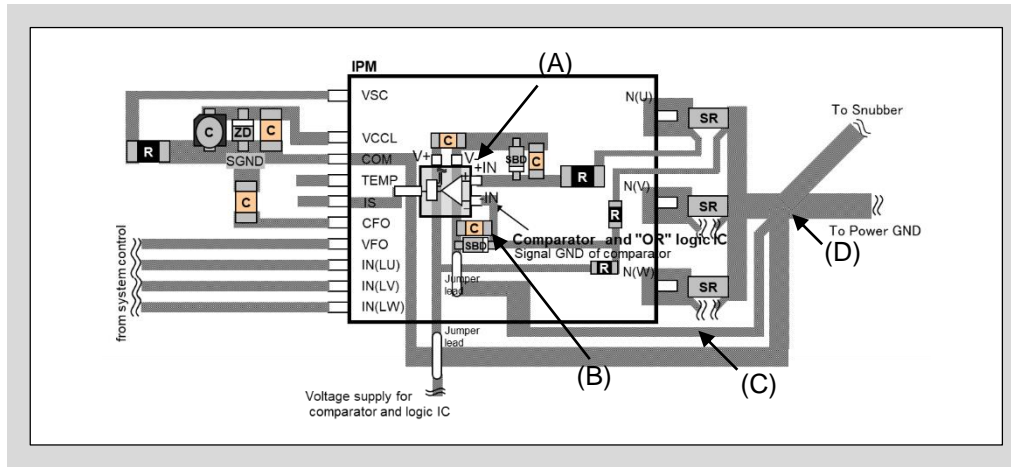 IPM
(A)
VSC
N(U)
SR
To Snubber
C
ZD
C
VCCL
C
R
SGND
COM
V+
V-
+IN
SBD
C
R
TEMP
+
-IN
N(V)
SR
C
IS
R
To Power GND
CFO
C
Comparator and "OR" logic IC
(D)
VFO
SBD
Signal GND of comparator
from system control
IN(LU)
R
N(W)
Jumper
lead
SR
IN(LV)
IN(LW)
Jumper
lead
(B)
(C)
Voltage supply for
comparator and logic IC